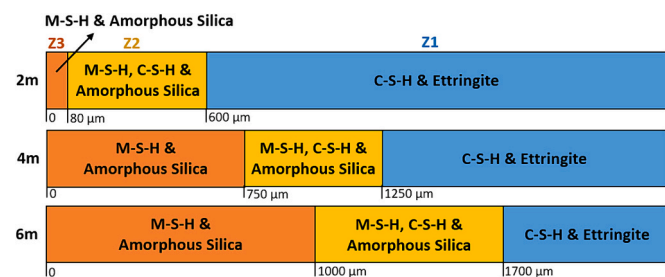 M-S-H & Amorphous Silica
Z3 Z2 Z1
2m
M-S-H, C-S-H &
Amorphous Silica
C-S-H & Ettringite
0 80 μm 600 μm
4m
M-S-H &
Amorphous Silica
M-S-H, C-S-H &
Amorphous Silica
C-S-H & Ettringite
0 750 μm 1250 μm
6m
M-S-H &
Amorphous Silica
M-S-H, C-S-H &
Amorphous Silica
C-S-H & Ettringite
0 1000 μm 1700 μm